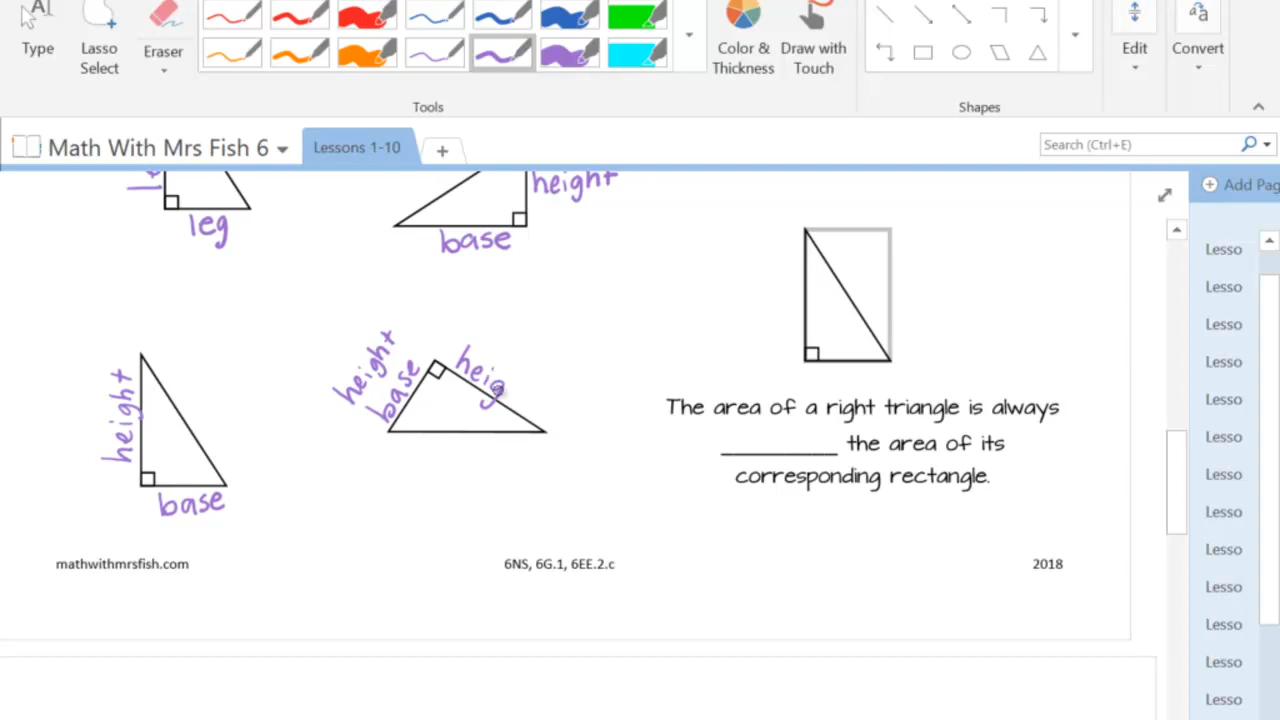 Type
Lasso
Select
Eraser
Color &
Thickness
Draw with
Touch
Edit
Convert
Tools
Shapes
Math With Mrs Fish 6
Lessons 1-10
+
Search (Ctrl+E)
Add Pag
height
leg
base
height
base
height
base
heig
The area of a right triangle is always
__________ the area of its
corresponding rectangle.
mathwithmrsfish.com
6NS, 6G.1, 6EE.2.c
2018
Lesso
Lesso
Lesso
Lesso
Lesso
Lesso
Lesso
Lesso
Lesso
Lesso
Lesso
Lesso
Lesso